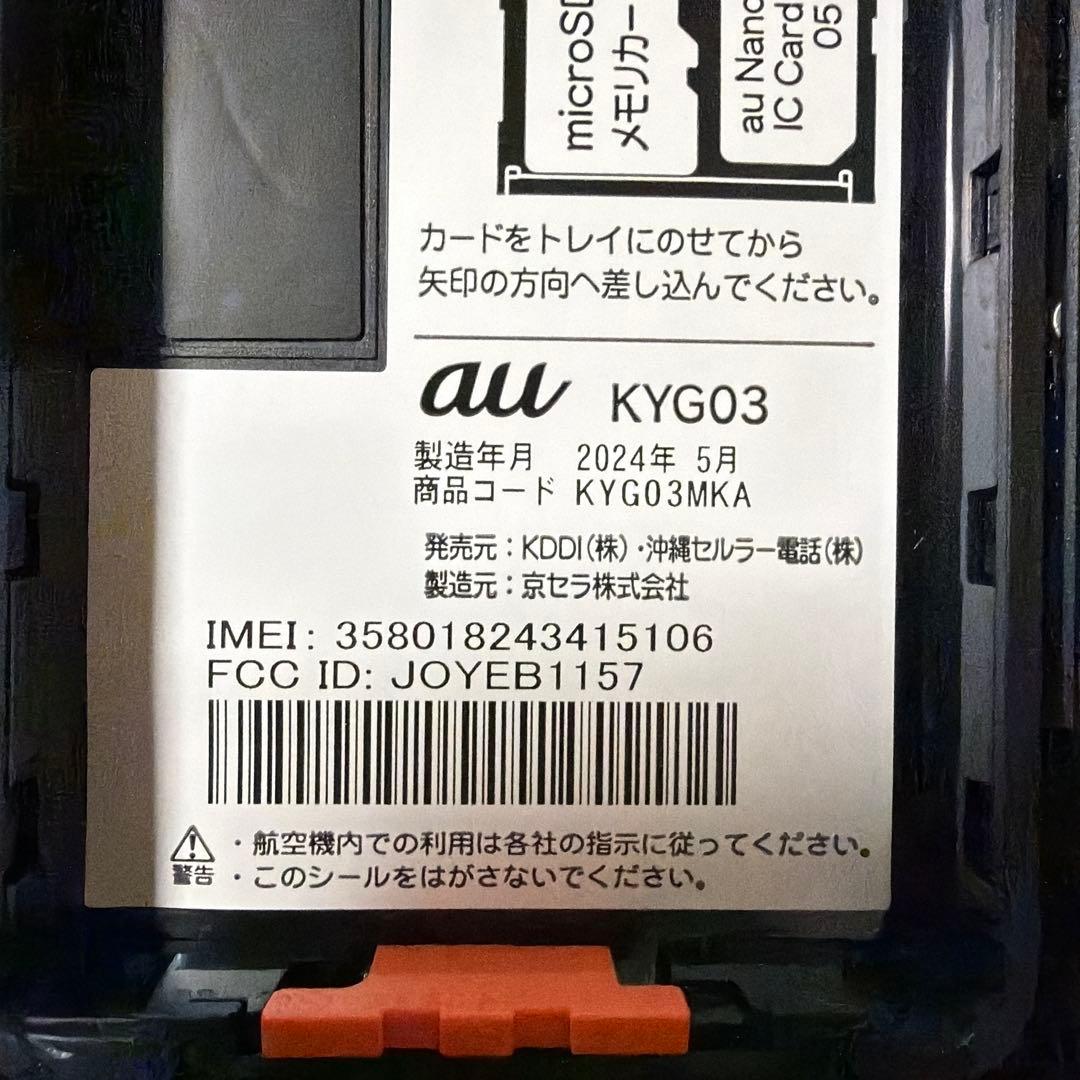 microSD
メモリカー
au Nano
IC Card
05
カードをトレイにのせてから
矢印の方向へ差し込んでください。
au KYG03
製造年月 2024年 5月
商品コード KYG03MKA
発売元：KDDI(株)・沖縄セルラー電話(株)
製造元：京セラ株式会社
IMEI: 358018243415106
FCC ID: JOYEB1157
・航空機内での利用は各社の指示に従ってください。
警告 ・このシールをはがさないでください。